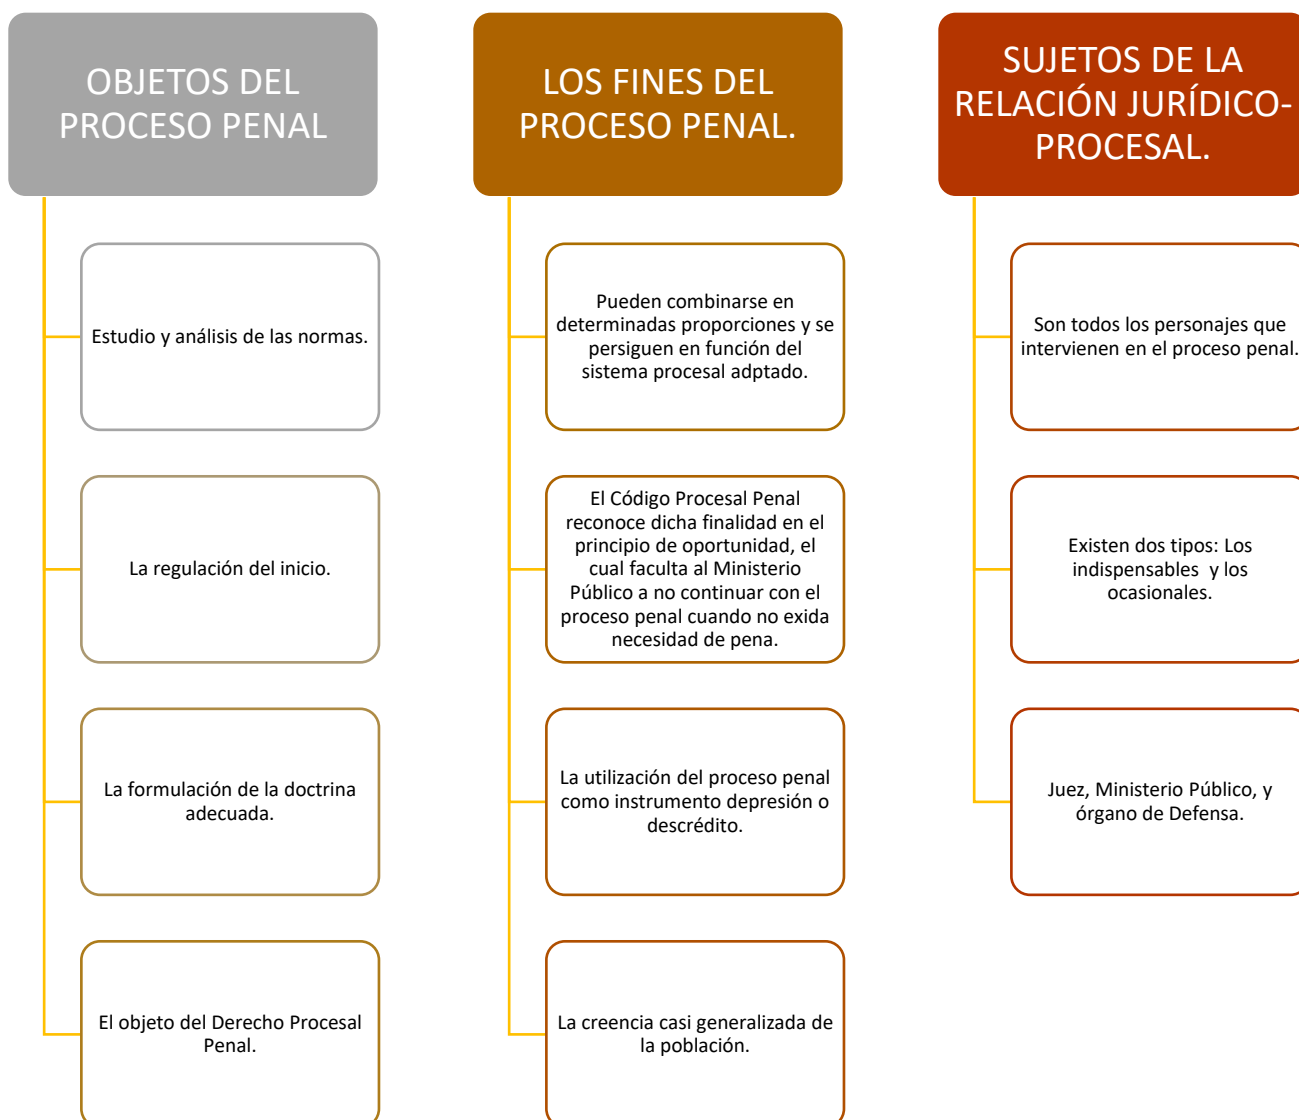 OBJETOS DEL
PROCESO PENAL
Estudio y análisis de las normas.
La regulación del inicio.
La formulación de la doctrina
adecuada.
El objeto del Derecho Procesal
Penal.
LOS FINES DEL
PROCESO PENAL.
Pueden combinarse en
determinadas proporciones y se
persiguen en función del
sistema procesal adptado.
El Código Procesal Penal
reconoce dicha finalidad en el
principio de oportunidad, el
cual faculta al Ministerio
Público a no continuar con el
proceso penal cuando no exida
necesidad de pena.
La utilización del proceso penal
como instrumento depresión o
descrédito.
La creencia casi generalizada de
la población.
SUJETOS DE LA
RELACIÓN JURÍDICO-
PROCESAL.
Son todos los personajes que
intervienen en el proceso penal.
Existen dos tipos: Los
indispensables  y los
ocasionales.
Juez, Ministerio Público, y
órgano de Defensa.